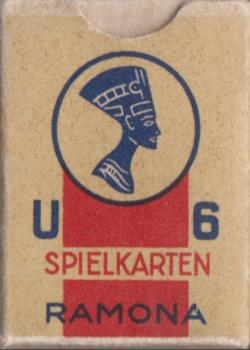 U 6
SPIELKARTEN
RAMONA